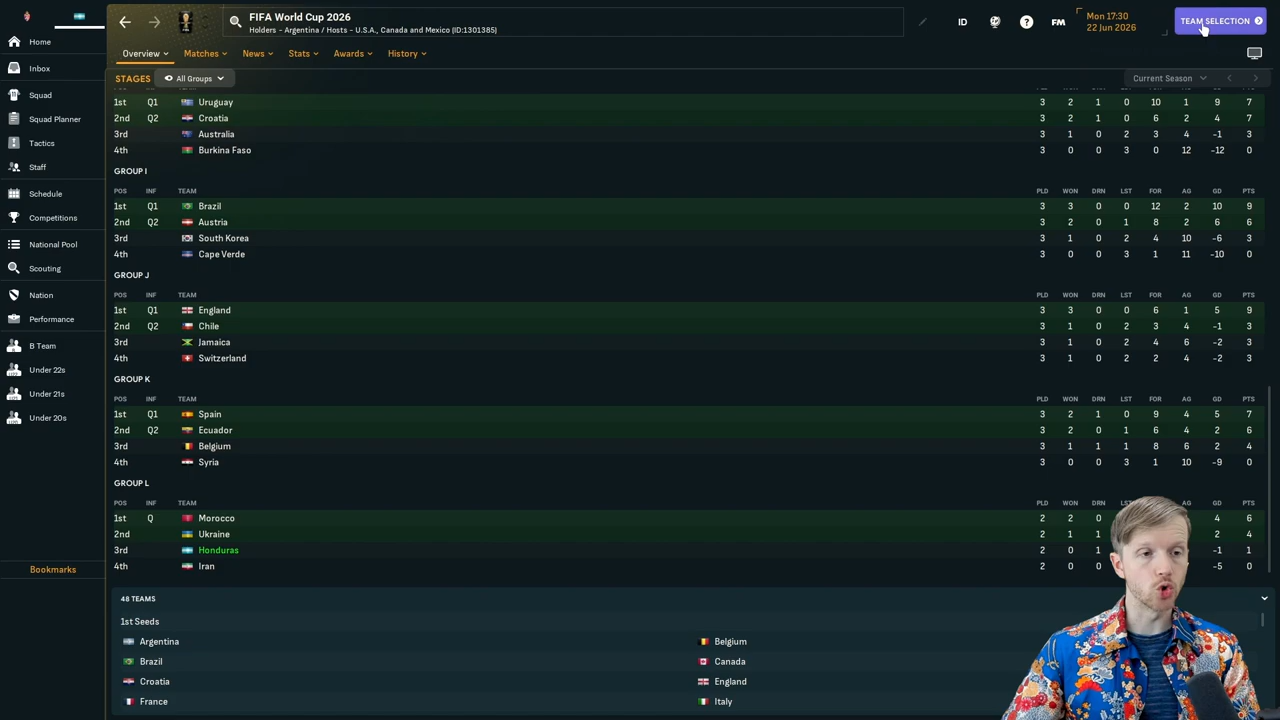 FIFA World Cup 2026
Holders - Argentina / Hosts - U.S.A., Canada and Mexico (ID:1301385)
ID
FM
Mon 17:30
22 Jun 2026
TEAM SELECTION
Home
Inbox
Squad
Squad Planner
Tactics
Staff
Schedule
Competitions
National Pool
Scouting
Nation
Performance
B Team
Under 22s
Under 21s
Under 20s
Bookmarks
Overview Matches News Stats Awards History
STAGES All Groups Current Season
1st Q1 Uruguay 3 2 1 0 10 1 9 7
2nd Q2 Croatia 3 2 1 0 6 2 4 7
3rd Australia 3 1 0 2 3 4 -1 3
4th Burkina Faso 3 0 0 3 0 12 -12 0
GROUP I
POS INF TEAM PLD WON DRN LST FOR AG GD PTS
1st Q1 Brazil 3 3 0 0 12 2 10 9
2nd Q2 Austria 3 2 0 1 8 2 6 6
3rd South Korea 3 1 0 2 4 10 -6 3
4th Cape Verde 3 0 0 3 1 11 -10 0
GROUP J
POS INF TEAM PLD WON DRN LST FOR AG GD PTS
1st Q1 England 3 3 0 0 6 1 5 9
2nd Q2 Chile 3 1 0 2 3 4 -1 3
3rd Jamaica 3 1 0 2 4 6 -2 3
4th Switzerland 3 1 0 2 2 4 -2 3
GROUP K
POS INF TEAM PLD WON DRN LST FOR AG GD PTS
1st Q1 Spain 3 2 1 0 9 4 5 7
2nd Q2 Ecuador 3 2 0 1 6 4 2 6
3rd Belgium 3 1 1 1 8 6 2 4
4th Syria 3 0 0 3 1 10 -9 0
GROUP L
POS INF TEAM PLD WON DRN FOR AG GD PTS
1st Q Morocco 2 2 0 4 6
2nd Ukraine 2 1 1 2 4
3rd Honduras 2 0 1 -1 1
4th Iran 2 0 0 -5 0
48 TEAMS
1st Seeds
Argentina Belgium
Brazil Canada
Croatia England
France Italy